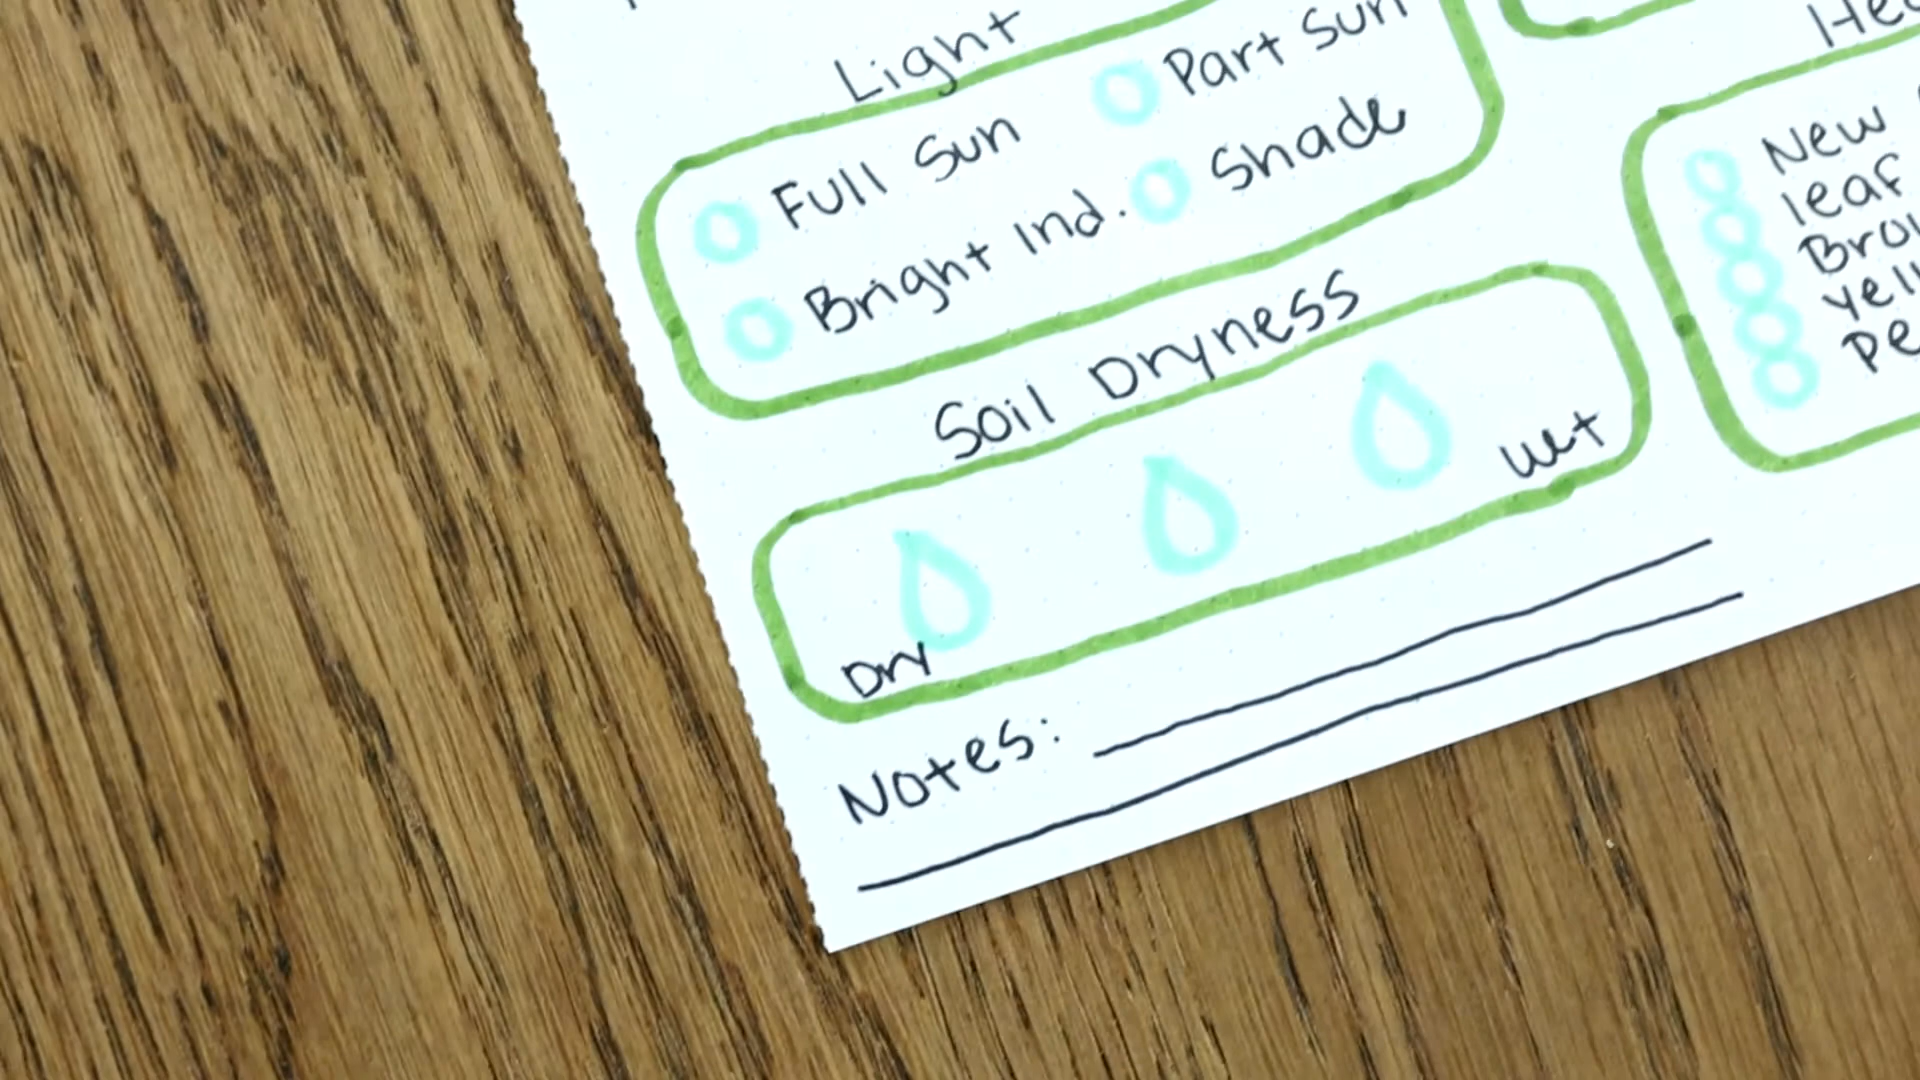 Light
Full Sun
Part Sun
Bright Ind.
Shade
Soil Dryness
Dry
Wet
Notes:
New
leaf